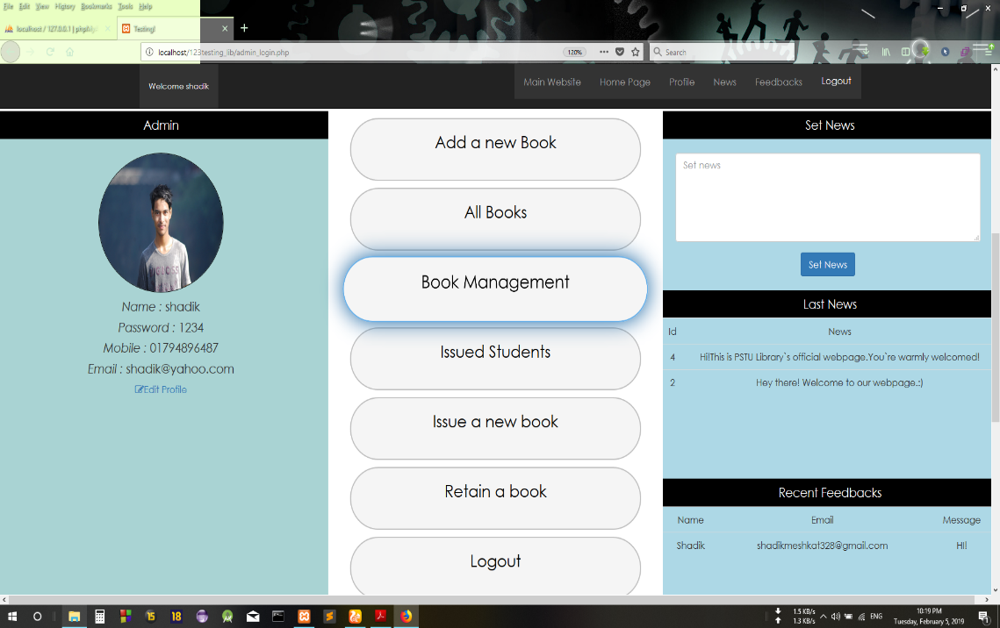 File Edit View History Bookmarks Tools Help
localhost / 127.0.0.1 | phpMy
Testing!
localhost/123testing_lib/admin_login.php
120%
Search
Welcome shadik
Main Website Home Page Profile News Feedbacks Logout
Admin
Name : shadik
Password : 1234
Mobile : 01794896487
Email : shadik@yahoo.com
Edit Profile
Add a new Book
All Books
Book Management
Issued Students
Issue a new book
Retain a book
Logout
Set News
Set news
Set News
Last News
Id News
4 Hi!This is PSTU Library`s official webpage.You`re warmly welcomed!
2 Hey there! Welcome to our webpage.:)
Recent Feedbacks
Name Email Message
Shadik shadikmeshkat328@gmail.com HI!
15
18
1.5 KB/s
1.3 KB/s
ENG
10:19 PM
Tuesday, February 5, 2019
1